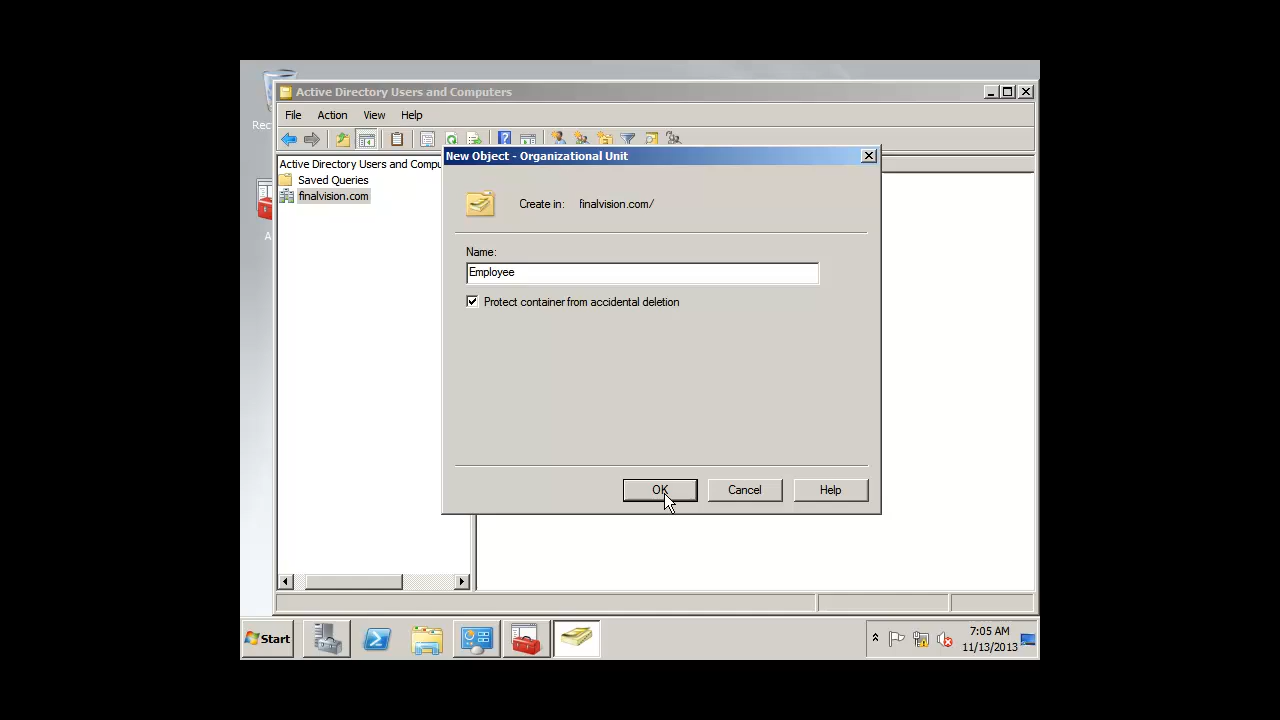 Rec
Active Directory Users and Computers
File Action View Help
Active Directory Users and Compu
Saved Queries
finalvision.com
A
New Object - Organizational Unit
Create in: finalvision.com/
Name:
Employee
Protect container from accidental deletion
OK Cancel Help
Start
7:05 AM
11/13/2013